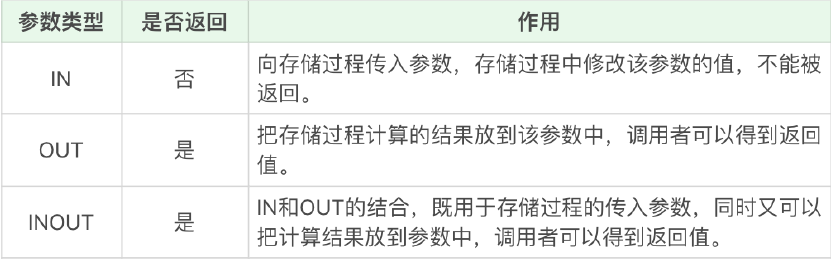 参数类型 是否返回 作用
IN 否 向存储过程传入参数，存储过程中修改该参数的值，不能被
返回。
OUT 是 把存储过程计算的结果放到该参数中，调用者可以得到返回
值。
INOUT 是 IN和OUT的结合，既用于存储过程的传入参数，同时又可以
把计算结果放到参数中，调用者可以得到返回值。